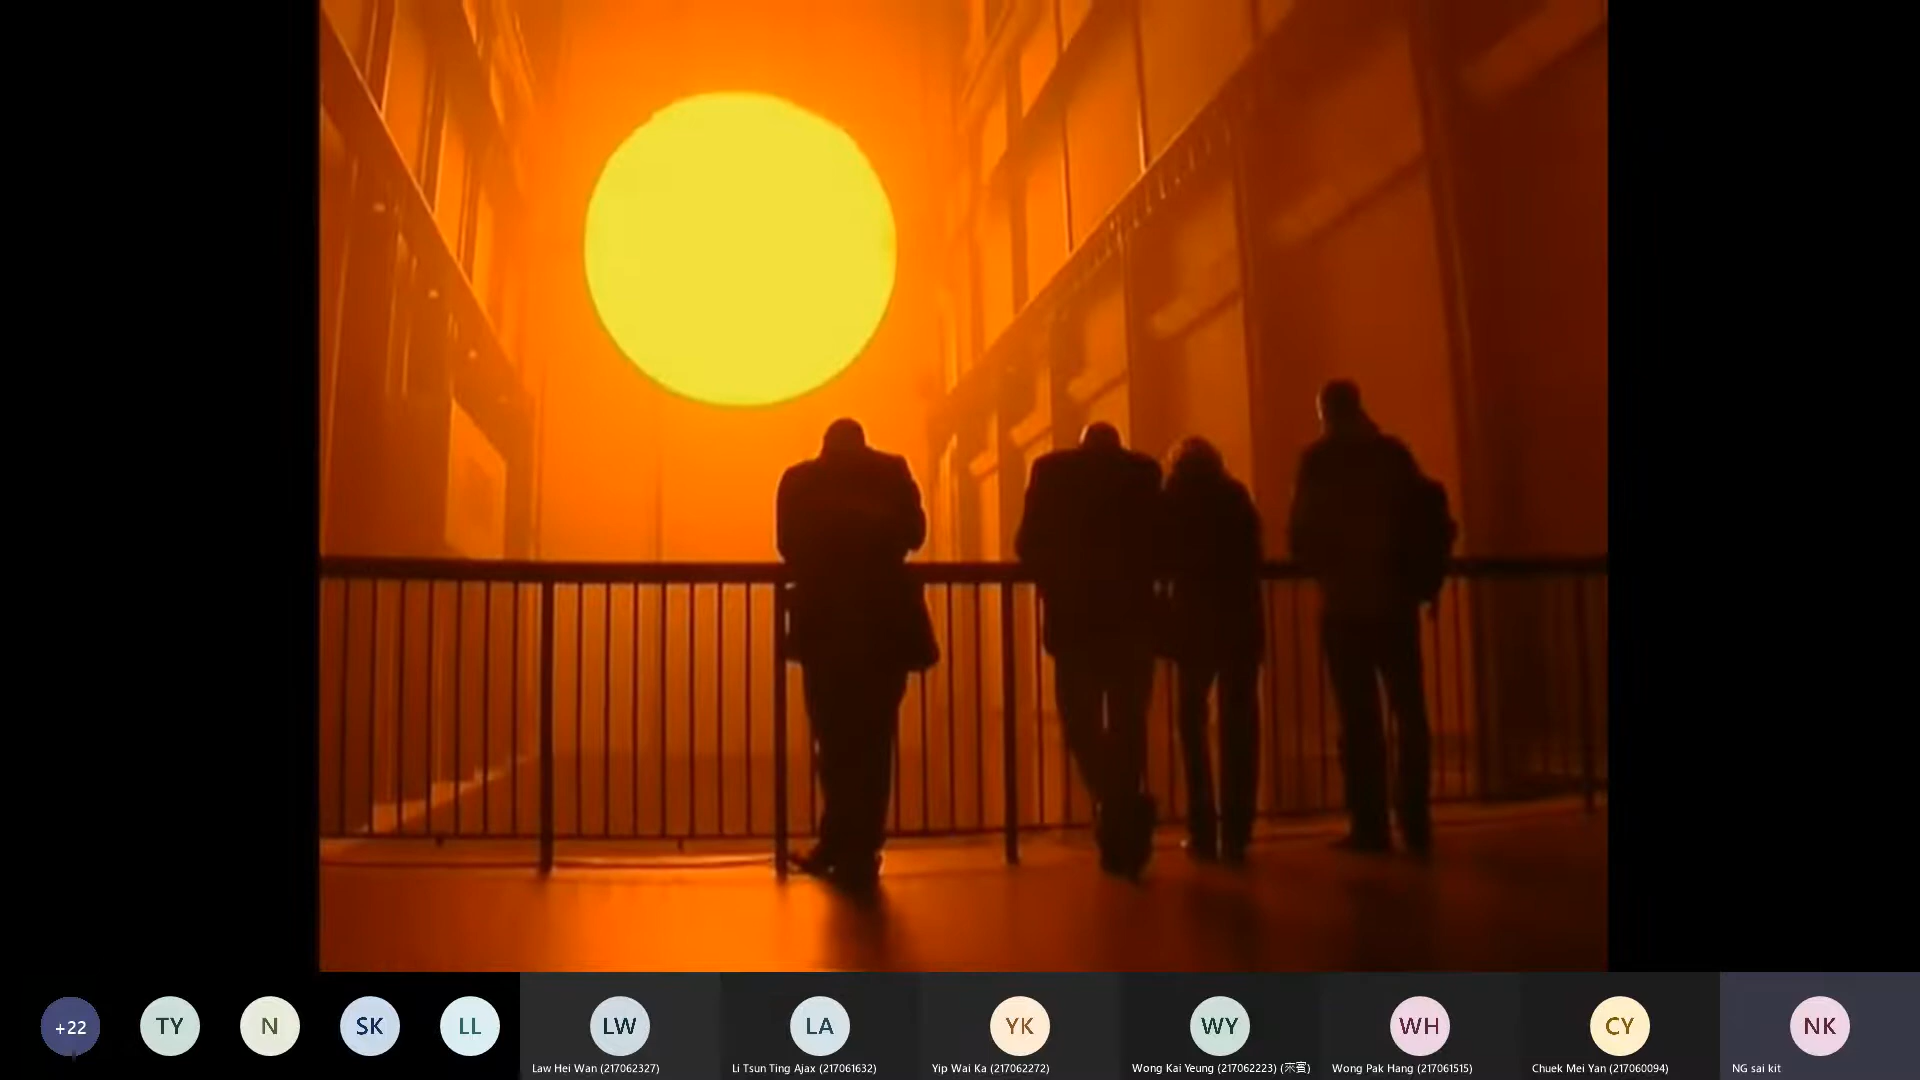 +22
TY
N
SK
LL
LW
LA
YK
WY
WH
CY
NK
Law Hei Wan (217062327)
Li Tsun Ting Ajax (217061632)
Yip Wai Ka (217062272)
Wong Kai Yeung (217062223) (來賓)
Wong Pak Hang (217061515)
Chuek Mei Yan (217060094)
NG sai kit